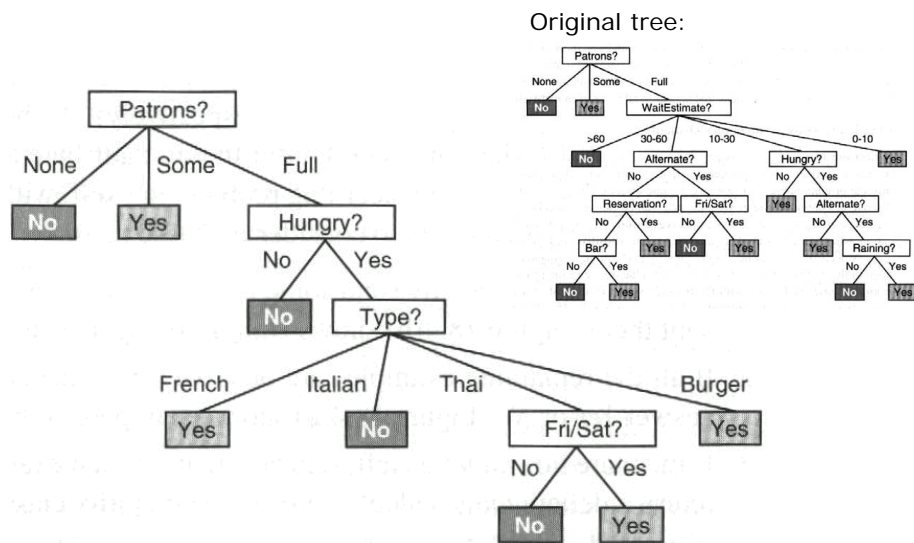 Original tree:
Patrons?
None Some Full
No Yes WaitEstimate?
>60 30-60 10-30 0-10
No Alternate? Hungry? Yes
No Yes No Yes
Reservation? Fri/Sat? Yes Alternate?
No Yes No Yes No Yes
Bar? Yes No Yes Yes Raining?
No Yes No Yes
No Yes No Yes
Patrons?
None Some Full
No Yes Hungry?
No Yes
No Type?
French Italian Thai Burger
Yes No Fri/Sat? Yes
No Yes
No Yes